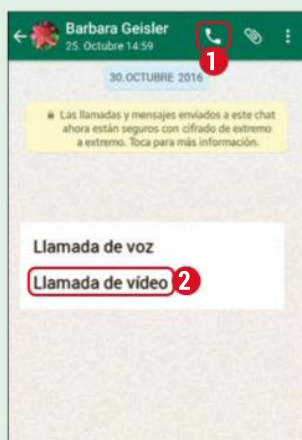 Barbara Geisler
25. Octubre 14:59
1
30.OCTUBRE 2016
Las llamadas y mensajes enviados a este chat
ahora están seguros con cifrado de extremo
a extremo. Toca para más información.
Llamada de voz
Llamada de vídeo 2